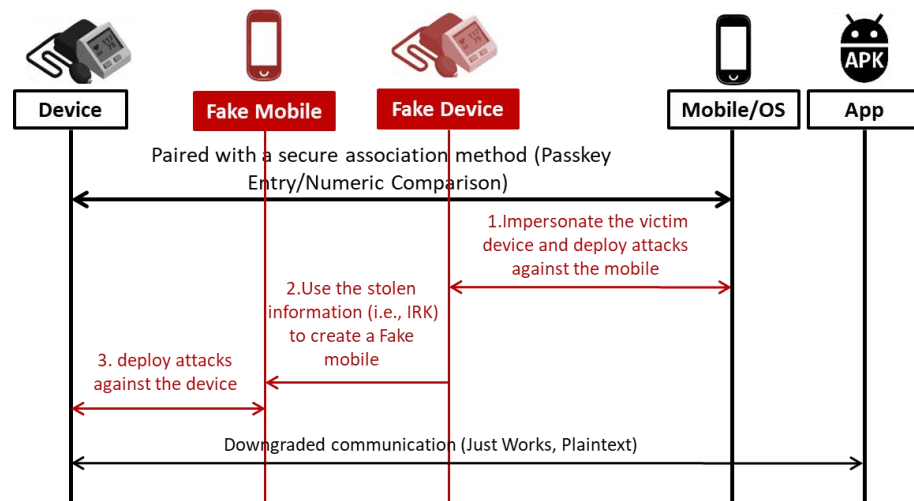 APK
Device
Fake Mobile
Fake Device
Mobile/OS
App
Paired with a secure association method (Passkey
Entry/Numeric Comparison)
1.Impersonate the victim
device and deploy attacks
against the mobile
2.Use the stolen
information (i.e., IRK)
to create a Fake
mobile
3. deploy attacks
against the device
Downgraded communication (Just Works, Plaintext)